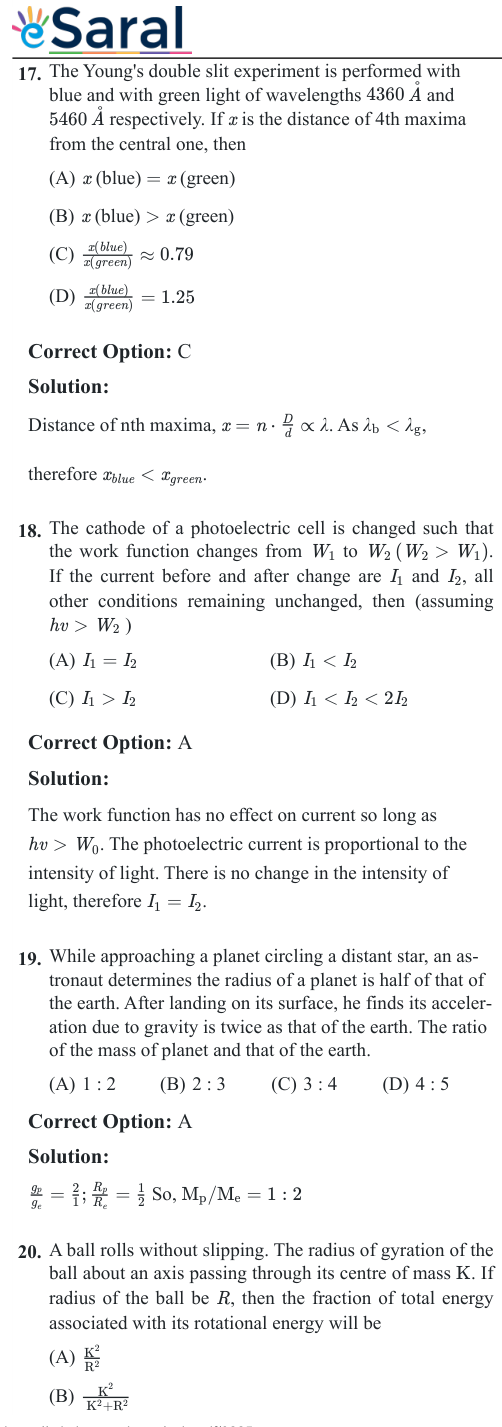 eSaral
17. The Young's double slit experiment is performed with
blue and with green light of wavelengths 4360 Å and
5460 Å respectively. If x is the distance of 4th maxima
from the central one, then
(A) x (blue) = x (green)
(B) x (blue) > x (green)
(C) x(blue)/x(green) ≈ 0.79
(D) x(blue)/x(green) = 1.25
Correct Option: C
Solution:
Distance of nth maxima, x = n · D/d ∝ λ. As λb < λg,
therefore xblue < xgreen.
18. The cathode of a photoelectric cell is changed such that
the work function changes from W1 to W2 (W2 > W1).
If the current before and after change are I1 and I2, all
other conditions remaining unchanged, then (assuming
hv > W2 )
(A) I1 = I2 (B) I1 < I2
(C) I1 > I2 (D) I1 < I2 < 2I2
Correct Option: A
Solution:
The work function has no effect on current so long as
hv > W0. The photoelectric current is proportional to the
intensity of light. There is no change in the intensity of
light, therefore I1 = I2.
19. While approaching a planet circling a distant star, an as-
tronaut determines the radius of a planet is half of that of
the earth. After landing on its surface, he finds its acceler-
ation due to gravity is twice as that of the earth. The ratio
of the mass of planet and that of the earth.
(A) 1 : 2 (B) 2 : 3 (C) 3 : 4 (D) 4 : 5
Correct Option: A
Solution:
gp/ge = 2/1; Rp/Re = 1/2 So, Mp/Me = 1 : 2
20. A ball rolls without slipping. The radius of gyration of the
ball about an axis passing through its centre of mass K. If
radius of the ball be R, then the fraction of total energy
associated with its rotational energy will be
(A) K²/R²
(B) K²/K²+R²